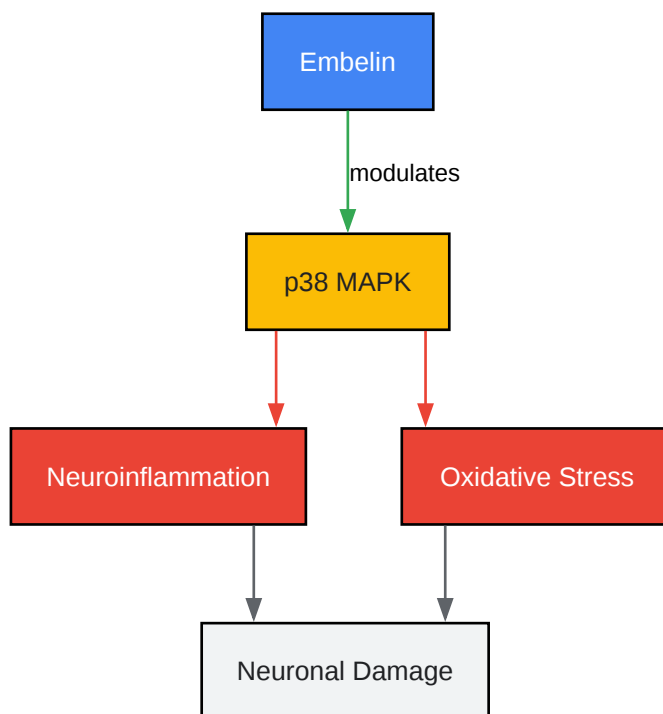 Embelin
modulates
p38 MAPK
Neuroinflammation
Oxidative Stress
Neuronal Damage